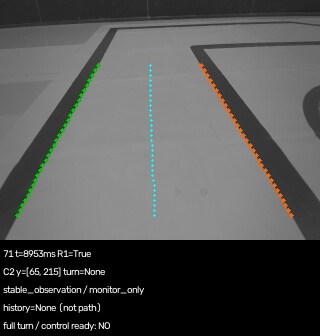 71 t=8953ms R1=True
C2 y=[65, 215] turn=None
stable_observation / monitor_only
history=None (not path)
full turn / control ready: NO